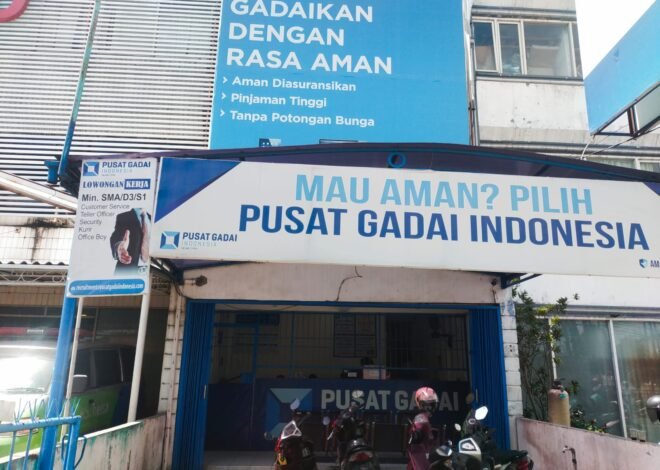 GADAIKAN
DENGAN
RASA AMAN
> Aman Diasuransikan
> Pinjaman Tinggi
> Tanpa Potongan Bunga
PUSAT GADAI
INDONESIA
LOWONGAN KERJA
Min. SMA/D3/S1
Customer Service
Teller Officer
Security
Kurir
Office Boy
MAU AMAN? PILIH
PUSAT GADAI INDONESIA
PUSAT GADAI
INDONESIA
AM
PUSAT GADAI